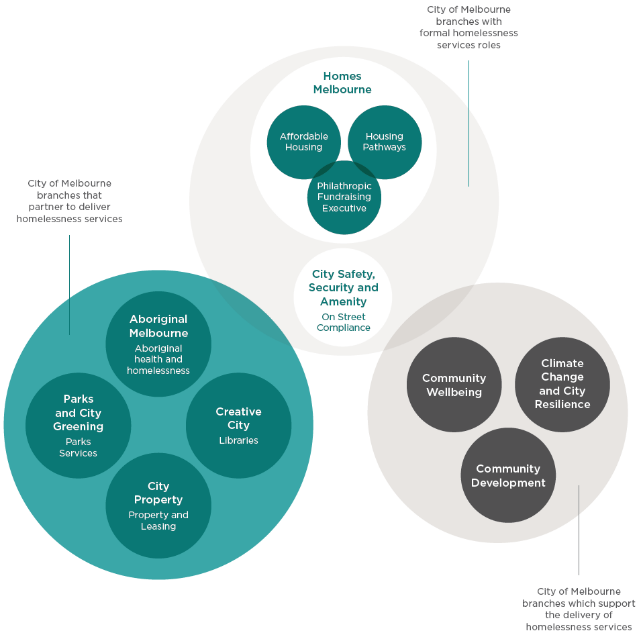 City of Melbourne
branches with
formal homelessness
services roles
Homes
Melbourne
Affordable
Housing
Housing
Pathways
Philathropic
Fundraising
Executive
City Safety,
Security and
Amenity
On Street
Compliance
City of Melbourne
branches that
partner to deliver
homelessness services
Aboriginal
Melbourne
Aboriginal
health and
homelessness
Parks
and City
Greening
Parks
Services
Creative
City
Libraries
City
Property
Property and
Leasing
Community
Wellbeing
Climate
Change
and City
Resilience
Community
Development
City of Melbourne
branches which support
the delivery of
homelessness services